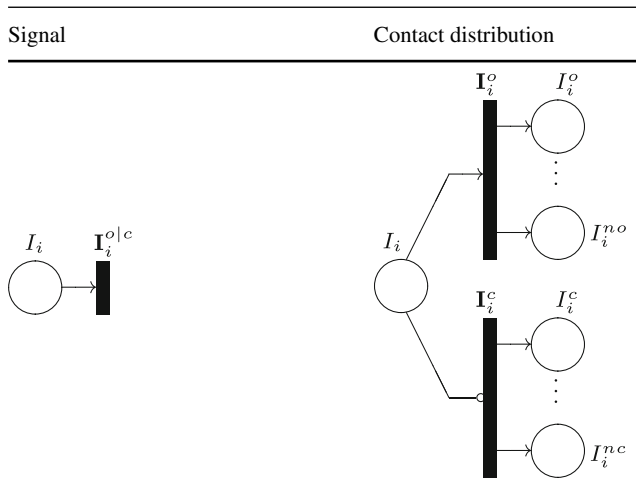 Signal Contact distribution
I_i^o I_i^o
⋮
I_i I_i^{o|c} I_i I_i^{no}
I_i^c I_i^c
⋮
I_i^{nc}